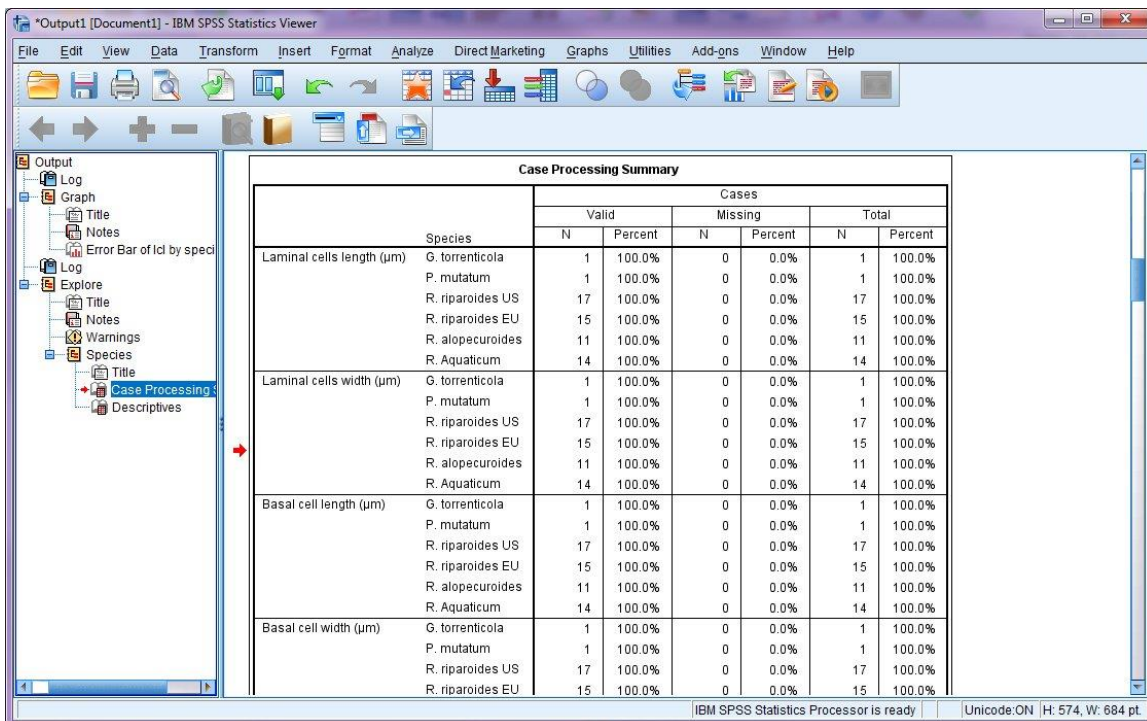 *Output1 [Document1] - IBM SPSS Statistics Viewer
File Edit View Data Transform Insert Format Analyze Direct Marketing Graphs Utilities Add-ons Window Help
Output
Log
Graph
Title
Notes
Error Bar of lcl by speci
Log
Explore
Title
Notes
Warnings
Species
Title
Case Processing S
Descriptives
Case Processing Summary
Cases
Valid Missing Total
Species N Percent N Percent N Percent
Laminal cells length (µm) G. torrenticola 1 100.0% 0 0.0% 1 100.0%
P. mutatum 1 100.0% 0 0.0% 1 100.0%
R. riparoides US 17 100.0% 0 0.0% 17 100.0%
R. riparoides EU 15 100.0% 0 0.0% 15 100.0%
R. alopecuroides 11 100.0% 0 0.0% 11 100.0%
R. Aquaticum 14 100.0% 0 0.0% 14 100.0%
Laminal cells width (µm) G. torrenticola 1 100.0% 0 0.0% 1 100.0%
P. mutatum 1 100.0% 0 0.0% 1 100.0%
R. riparoides US 17 100.0% 0 0.0% 17 100.0%
R. riparoides EU 15 100.0% 0 0.0% 15 100.0%
R. alopecuroides 11 100.0% 0 0.0% 11 100.0%
R. Aquaticum 14 100.0% 0 0.0% 14 100.0%
Basal cell length (µm) G. torrenticola 1 100.0% 0 0.0% 1 100.0%
P. mutatum 1 100.0% 0 0.0% 1 100.0%
R. riparoides US 17 100.0% 0 0.0% 17 100.0%
R. riparoides EU 15 100.0% 0 0.0% 15 100.0%
R. alopecuroides 11 100.0% 0 0.0% 11 100.0%
R. Aquaticum 14 100.0% 0 0.0% 14 100.0%
Basal cell width (µm) G. torrenticola 1 100.0% 0 0.0% 1 100.0%
P. mutatum 1 100.0% 0 0.0% 1 100.0%
R. riparoides US 17 100.0% 0 0.0% 17 100.0%
R. riparoides EU 15 100.0% 0 0.0% 15 100.0%
IBM SPSS Statistics Processor is ready Unicode:ON H: 574, W: 684 pt.